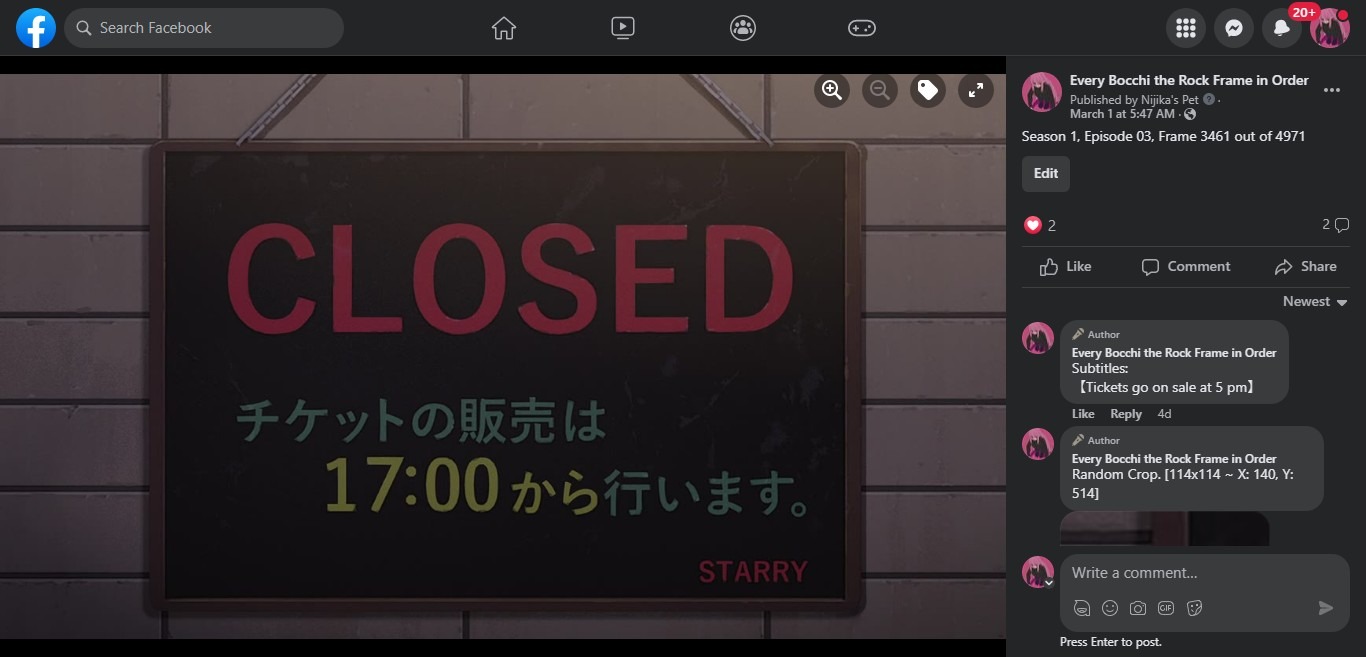 Search Facebook
20+
CLOSED
チケットの販売は
17:00から行います。
STARRY
Every Bocchi the Rock Frame in Order
Published by Nijika's Pet ·
March 1 at 5:47 AM ·
Season 1, Episode 03, Frame 3461 out of 4971
Edit
2
2
Like Comment Share
Newest
Author
Every Bocchi the Rock Frame in Order
Subtitles:
【Tickets go on sale at 5 pm】
Like Reply 4d
Author
Every Bocchi the Rock Frame in Order
Random Crop. [114x114 ~ X: 140, Y:
514]
Write a comment...
GIF
Press Enter to post.